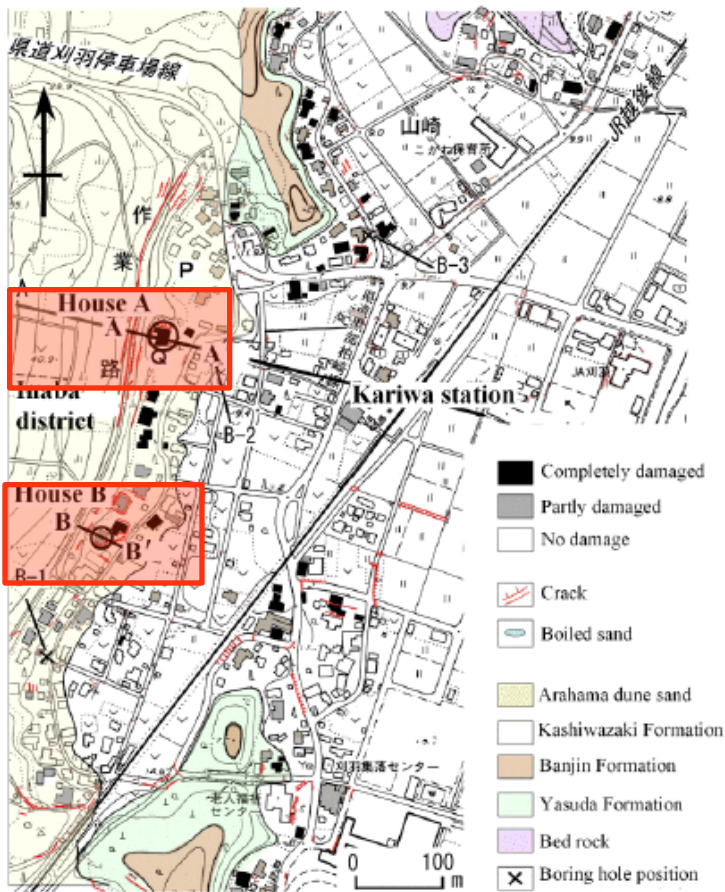 県道刈羽停車場線
JR越後線
山崎
こがね保育所
作
業
路
P
B-3
A
House A
A
A
Q
Inaba
district
B-2
Kariwa station
JA刈羽
House B
B
B'
B-1
刈羽集落センター
老人福祉
センター
0 100
m
Completely damaged
Partly damaged
No damage
Crack
Boiled sand
Arahama dune sand
Kashiwazaki Formation
Banjin Formation
Yasuda Formation
Bed rock
Boring hole position